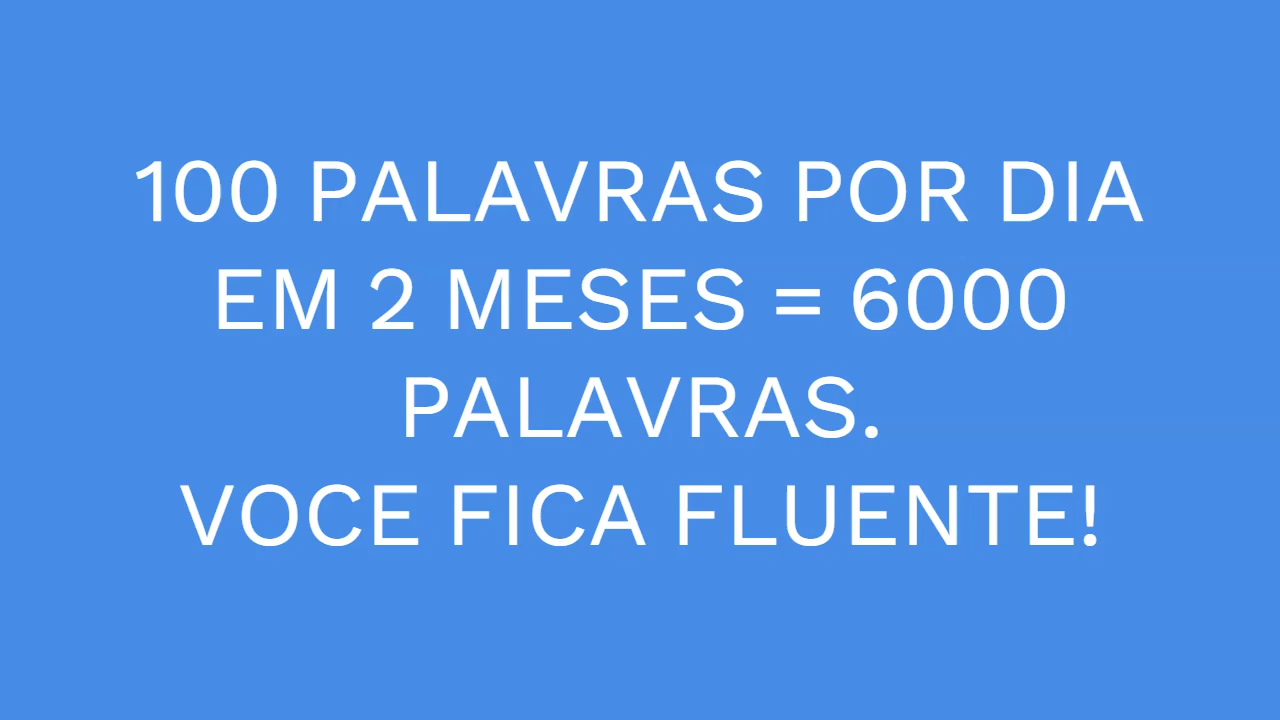 100 PALAVRAS POR DIA
EM 2 MESES = 6000
PALAVRAS.
VOCE FICA FLUENTE!